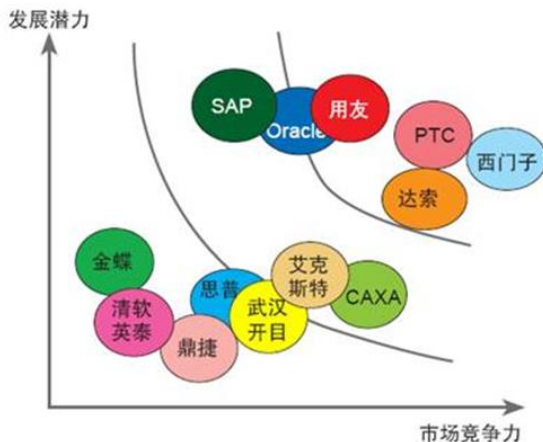 发展潜力
SAP
Oracle
用友
PTC
西门子
达索
金蝶
思普
艾克
斯特
CAXA
清软
英泰
武汉
开目
鼎捷
市场竞争力